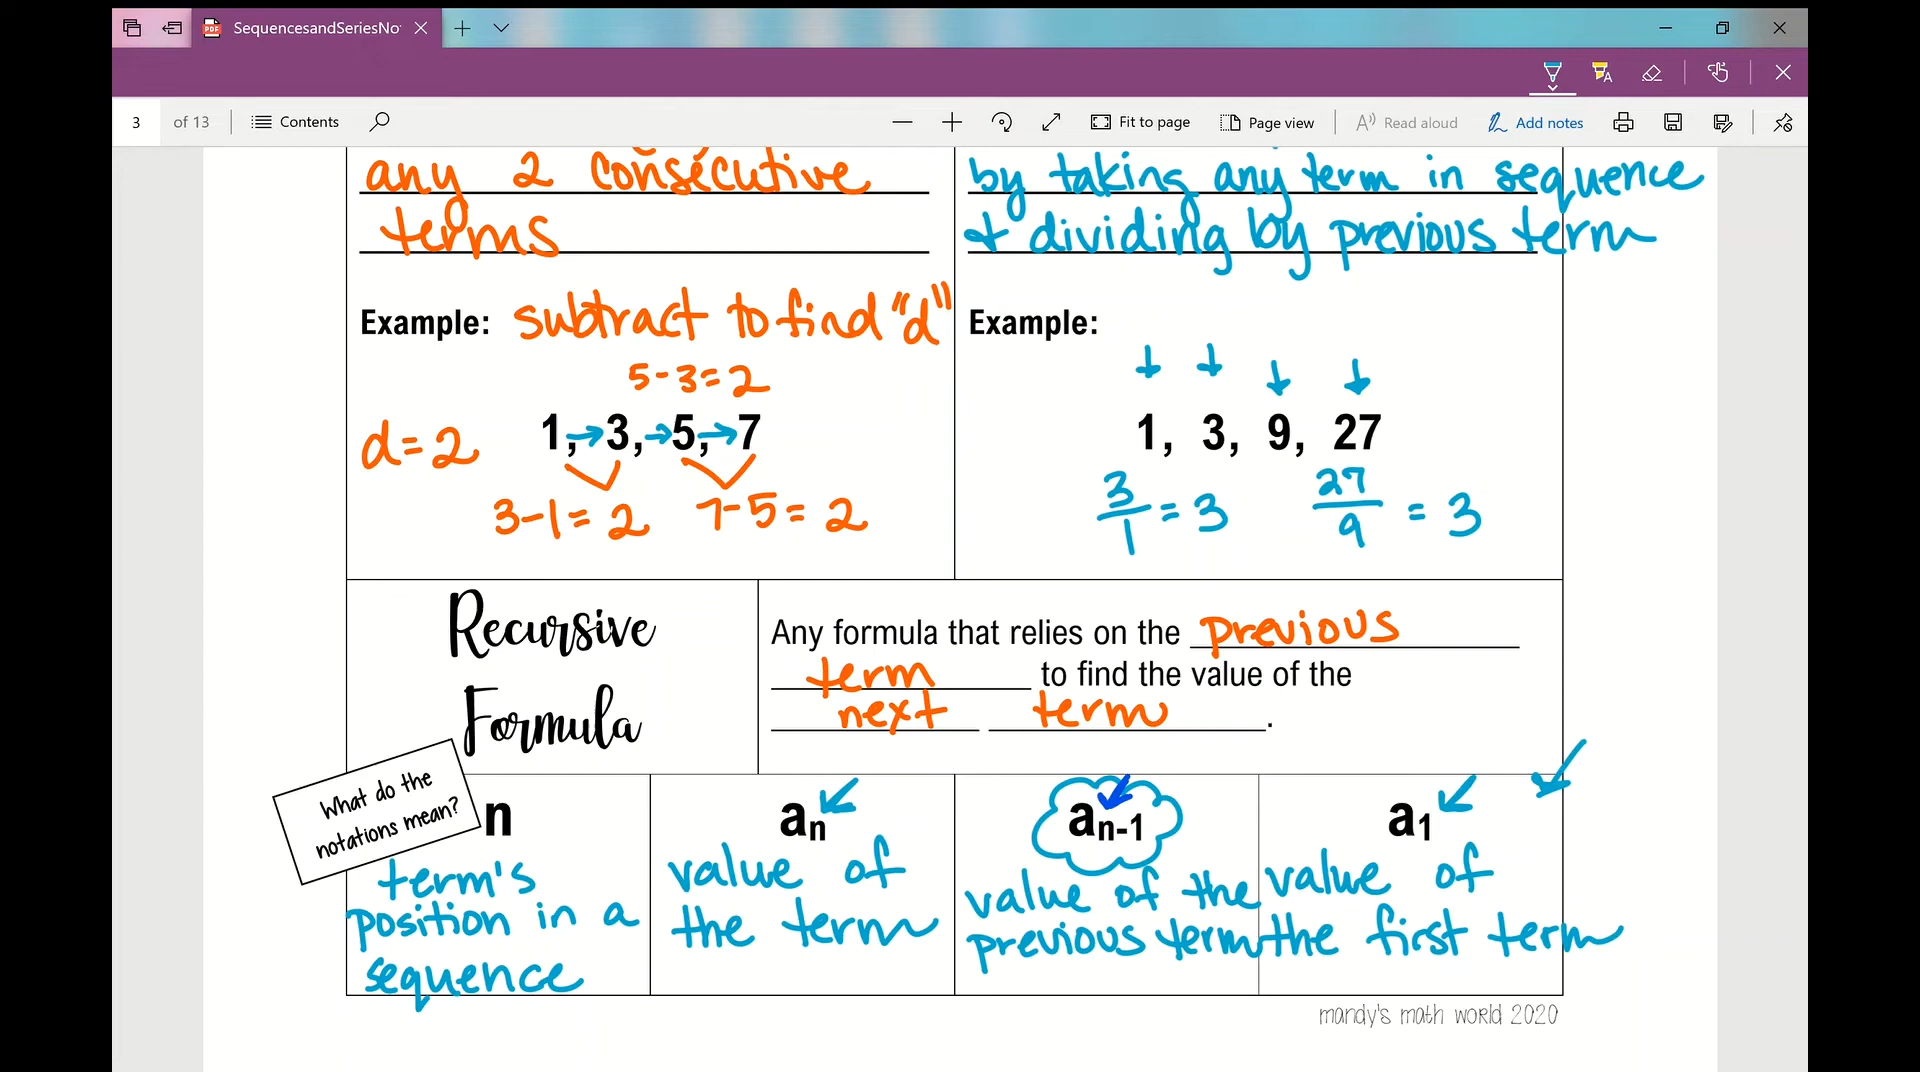 SequencesandSeriesNo
3 of 13 Contents Fit to page Page view Read aloud Add notes
any 2 consecutive
terms
Example: subtract to find "d"
5-3=2
d=2 1, 3, 5, 7
3-1=2 7-5=2
by taking any term in sequence
+ dividing by previous term
Example:
1, 3, 9, 27
3/1 = 3 27/9 = 3
Recursive
Formula
Any formula that relies on the previous
term to find the value of the
next term.
What do the
notations mean?
n
term's
position in a
sequence
an
value of
the term
an-1
value of the
previous term
a1
value of
the first term
mandy's math world 2020